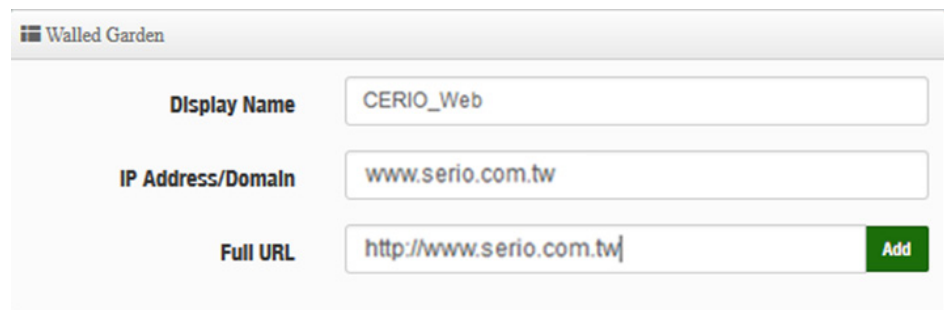 Walled Garden
Display Name CERIO_Web
IP Address/Domain www.serio.com.tw
Full URL http://www.serio.com.tw Add